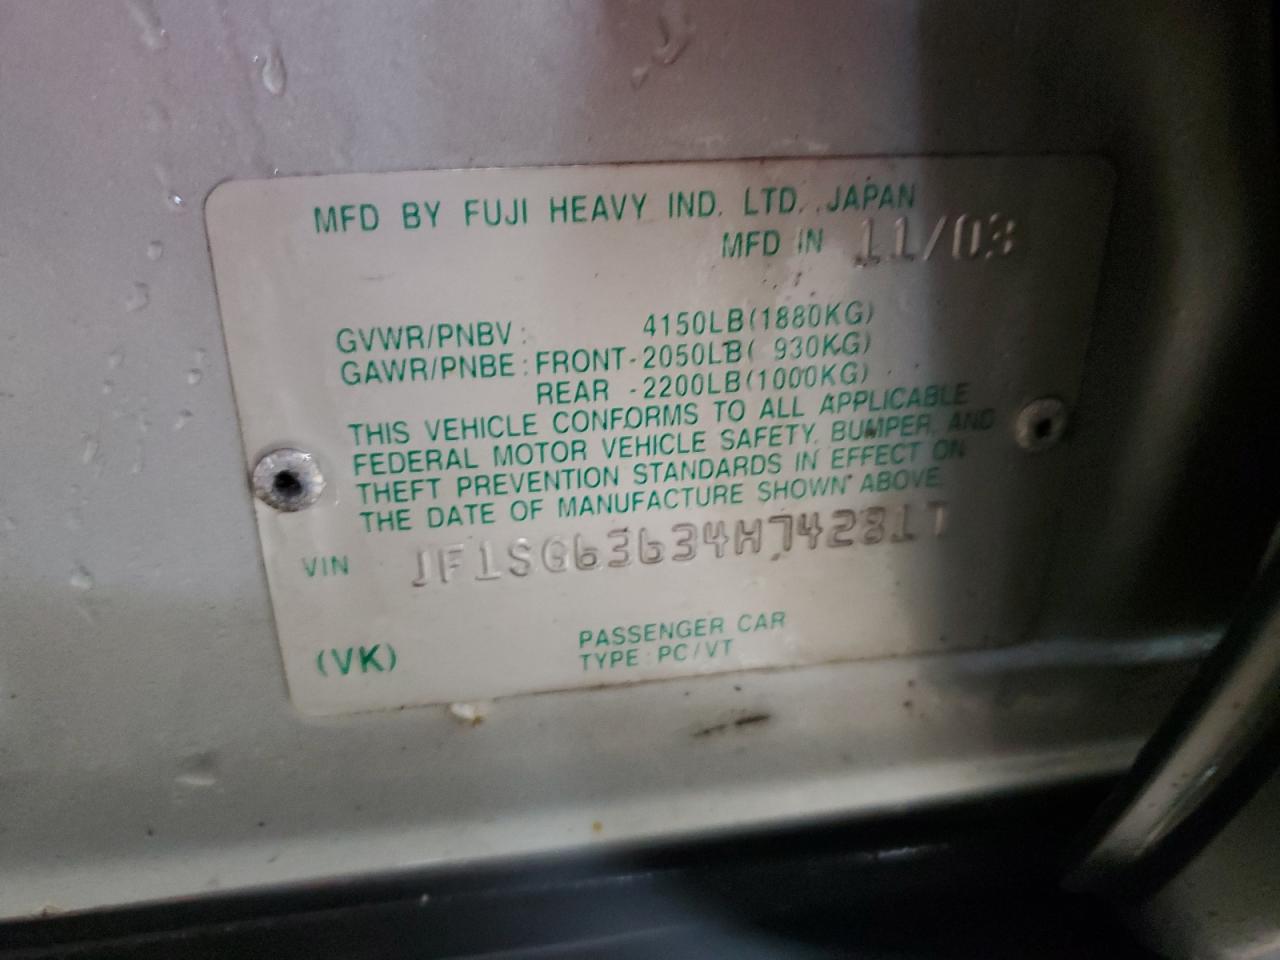 MFD BY FUJI HEAVY IND. LTD. JAPAN
MFD IN 11/03
GVWR/PNBV : 4150LB(1880KG)
GAWR/PNBE : FRONT-2050LB( 930KG)
REAR -2200LB(1000KG)
THIS VEHICLE CONFORMS TO ALL APPLICABLE
FEDERAL MOTOR VEHICLE SAFETY, BUMPER, AND
THEFT PREVENTION STANDARDS IN EFFECT ON
THE DATE OF MANUFACTURE SHOWN ABOVE.
VIN JF1SG63634H742817
PASSENGER CAR
(VK) TYPE : PC/VT